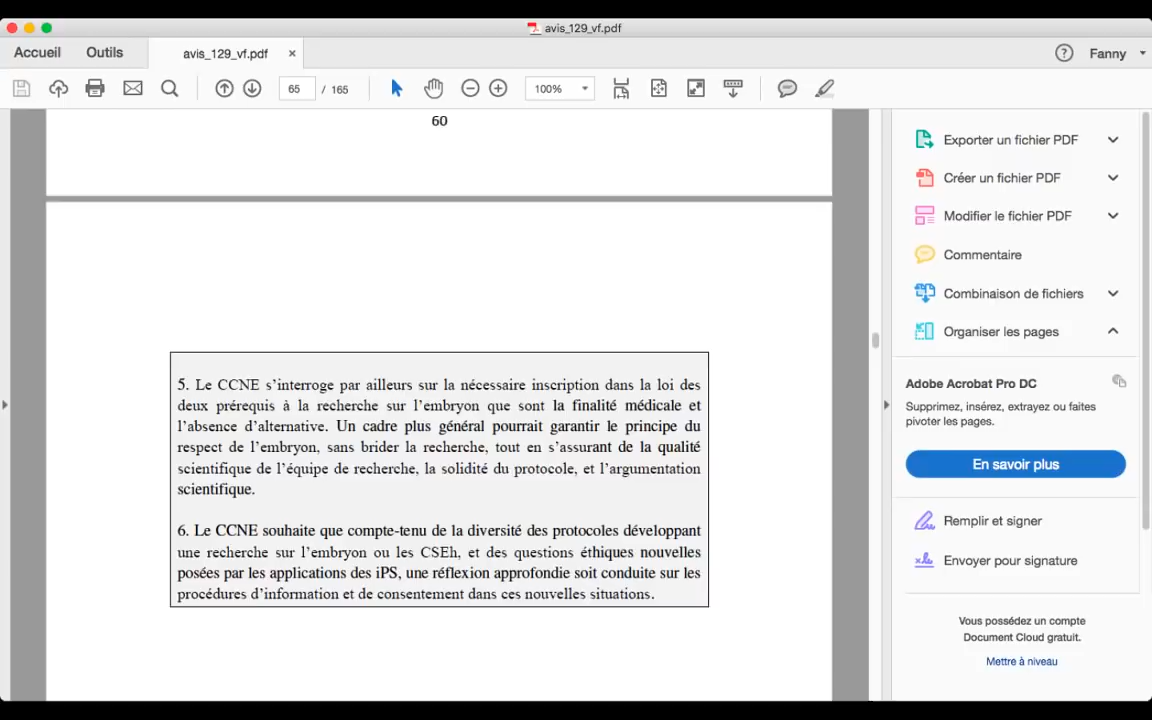 avis_129_vf.pdf
Accueil
Outils
avis_129_vf.pdf ×
? Fanny
65 / 165
100%
60
5. Le CCNE s’interroge par ailleurs sur la nécessaire inscription dans la loi des
deux prérequis à la recherche sur l’embryon que sont la finalité médicale et
l’absence d’alternative. Un cadre plus général pourrait garantir le principe du
respect de l’embryon, sans brider la recherche, tout en s’assurant de la qualité
scientifique de l’équipe de recherche, la solidité du protocole, et l’argumentation
scientifique.
6. Le CCNE souhaite que compte-tenu de la diversité des protocoles développant
une recherche sur l’embryon ou les CSEh, et des questions éthiques nouvelles
posées par les applications des iPS, une réflexion approfondie soit conduite sur les
procédures d’information et de consentement dans ces nouvelles situations.
Exporter un fichier PDF
Créer un fichier PDF
Modifier le fichier PDF
Commentaire
Combinaison de fichiers
Organiser les pages
Adobe Acrobat Pro DC
Supprimez, insérez, extrayez ou faites
pivoter les pages.
En savoir plus
Remplir et signer
Envoyer pour signature
Vous possédez un compte
Document Cloud gratuit.
Mettre à niveau